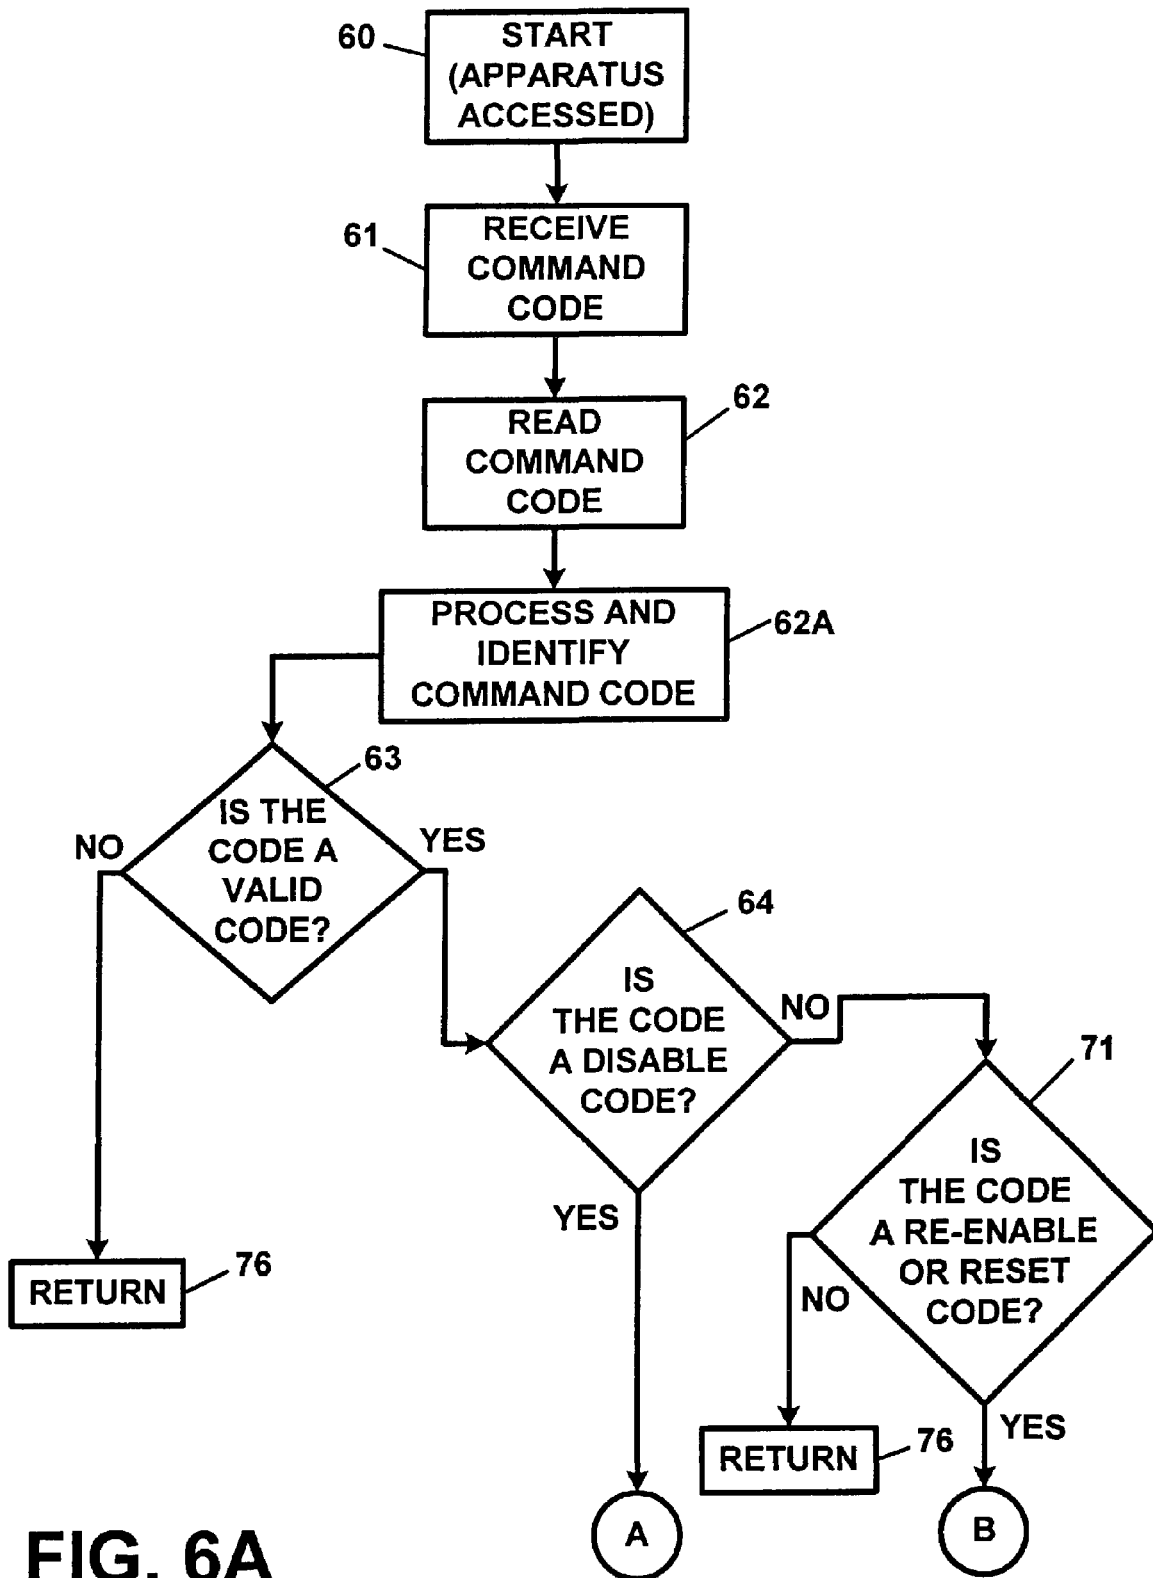 60
START
(APPARATUS
ACCESSED)
61
RECEIVE
COMMAND
CODE
62
READ
COMMAND
CODE
62A
PROCESS AND
IDENTIFY
COMMAND CODE
63
IS THE
CODE A
VALID
CODE?
NO
YES
64
IS
THE CODE
A DISABLE
CODE?
NO
YES
71
IS
THE CODE
A RE-ENABLE
OR RESET
CODE?
NO
YES
RETURN
76
RETURN
76
A
B
FIG. 6A